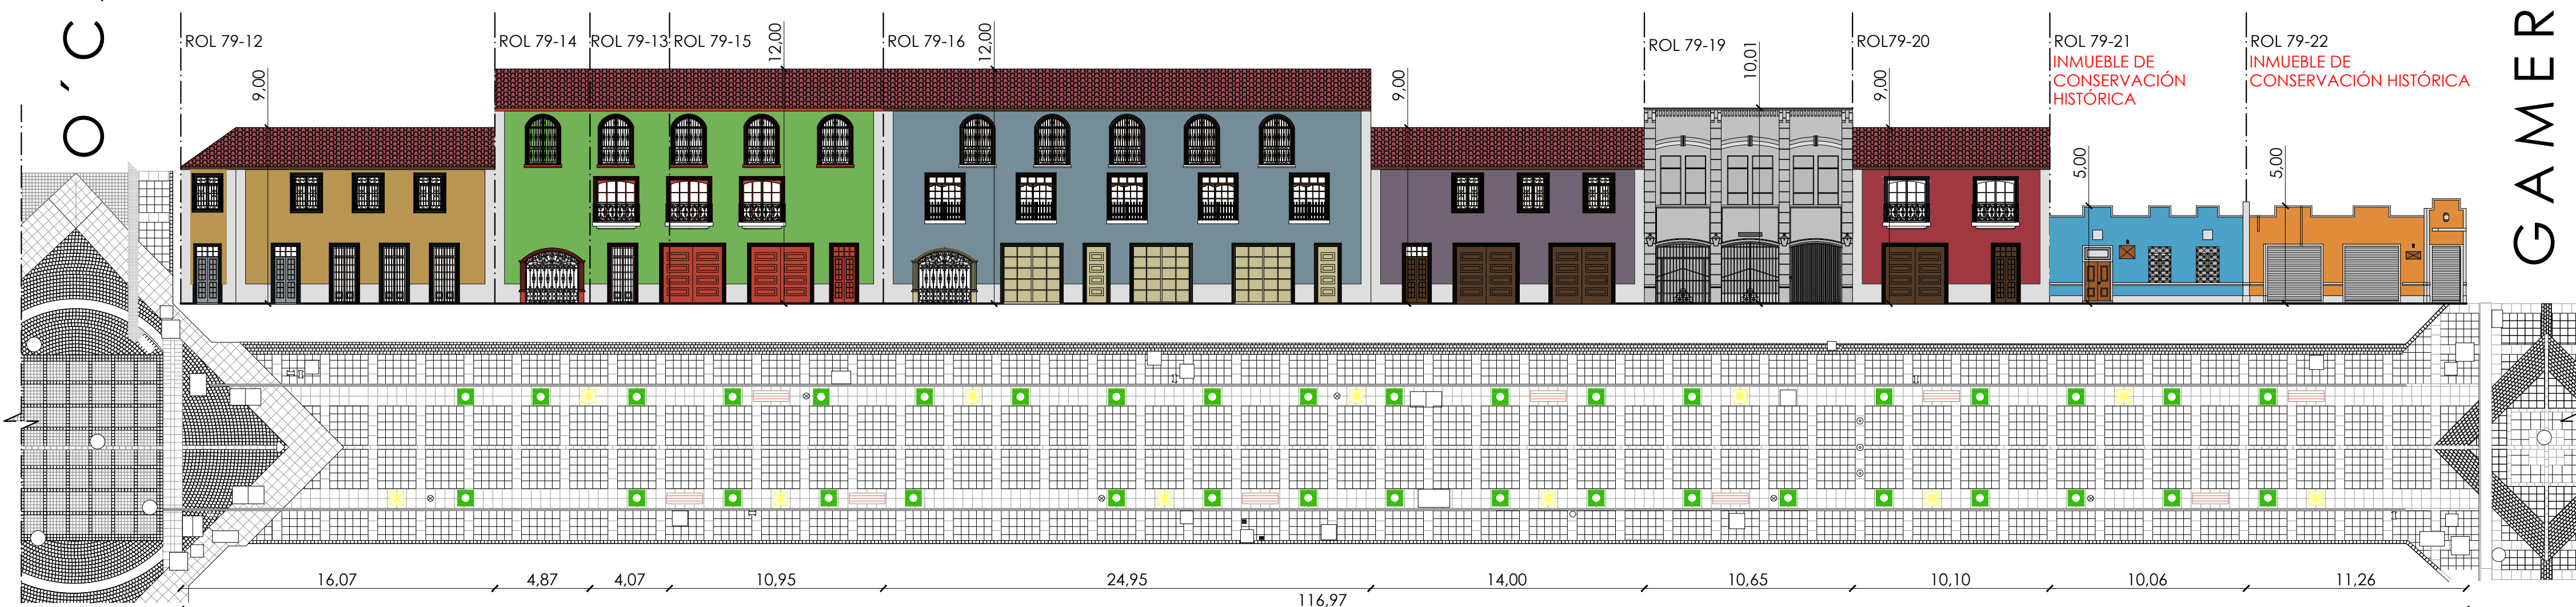 O´C
ROL 79-12
ROL 79-14
ROL 79-13
ROL 79-15
ROL 79-16
ROL 79-19
ROL79-20
ROL 79-21
INMUEBLE DE
CONSERVACIÓN
HISTÓRICA
ROL 79-22
INMUEBLE DE
CONSERVACIÓN HISTÓRICA
GAMER
9,00
12,00
12,00
9,00
10,01
9,00
5,00
5,00
16,07
4,87
4,07
10,95
24,95
14,00
10,65
10,10
10,06
11,26
116,97